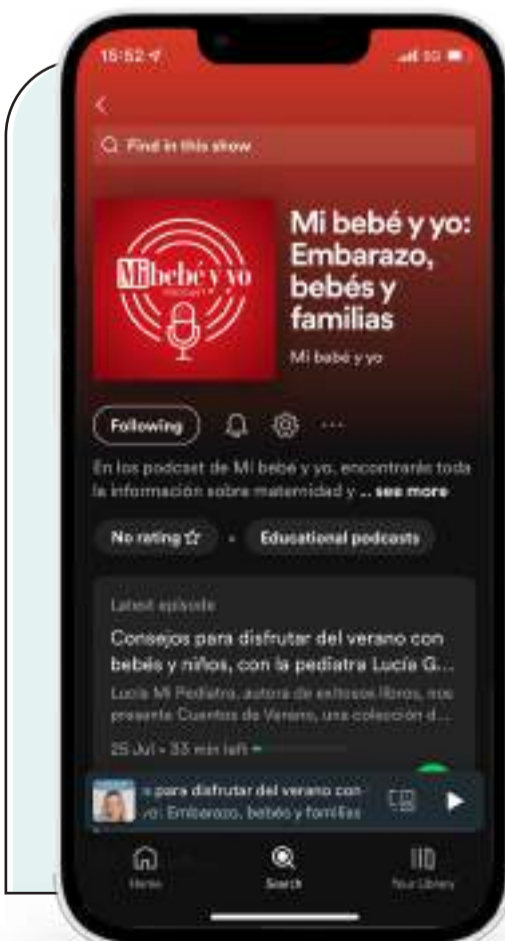 15:52
5G
Find in this show
Mi bebé y yo
PODCAST
Mi bebé y yo:
Embarazo,
bebés y
familias
Mi bebé y yo
Following
En los podcast de Mi bebé y yo, encontrarás toda
la información sobre maternidad y ... see more
No rating
Educational podcasts
Latest episode
Consejos para disfrutar del verano con
bebés y niños, con la pediatra Lucía G...
Lucía Mi Pediatra, autora de exitosos libros, nos
presenta Cuentos de Verano, una colección d...
25 Jul • 33 min left
s para disfrutar del verano con
yo: Embarazo, bebés y familias
Home
Search
Your Library